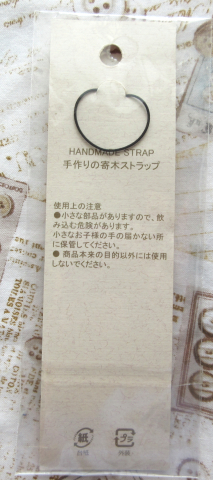 HANDMADE STRAP
手作りの寄木ストラップ
使用上の注意
●小さな部品がありますので、飲
み込む危険があります。
小さなお子様の手の届かない所
に保管してください。
●商品本来の目的以外には使用
しないでください。
紙
プラ
台紙